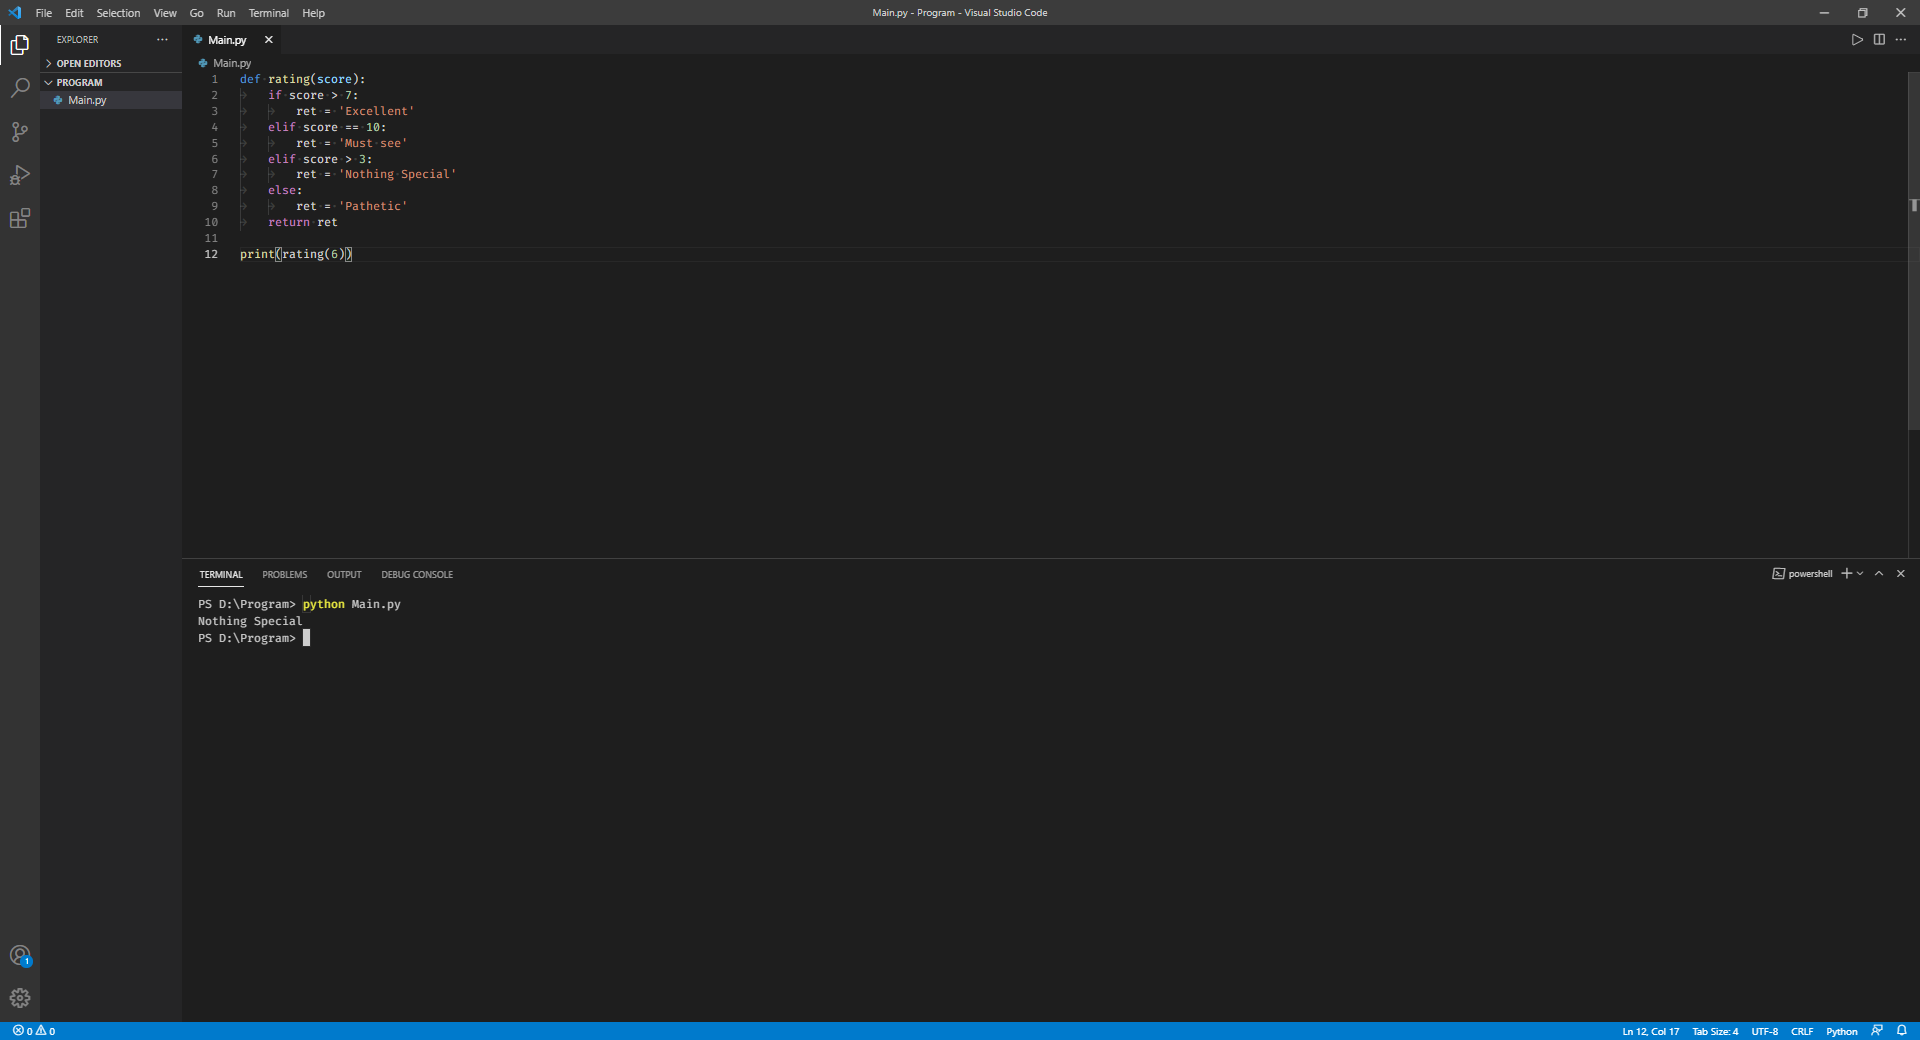 File Edit Selection View Go Run Terminal Help
Main.py - Program - Visual Studio Code
EXPLORER
OPEN EDITORS
PROGRAM
Main.py
Main.py
Main.py
1 def rating(score):
2 if score > 7:
3 ret = 'Excellent'
4 elif score == 10:
5 ret = 'Must see'
6 elif score > 3:
7 ret = 'Nothing Special'
8 else:
9 ret = 'Pathetic'
10 return ret
11
12 print(rating(6))
TERMINAL PROBLEMS OUTPUT DEBUG CONSOLE
powershell
PS D:\Program> python Main.py
Nothing Special
PS D:\Program>
1
0 0
Ln 12, Col 17 Tab Size: 4 UTF-8 CRLF Python